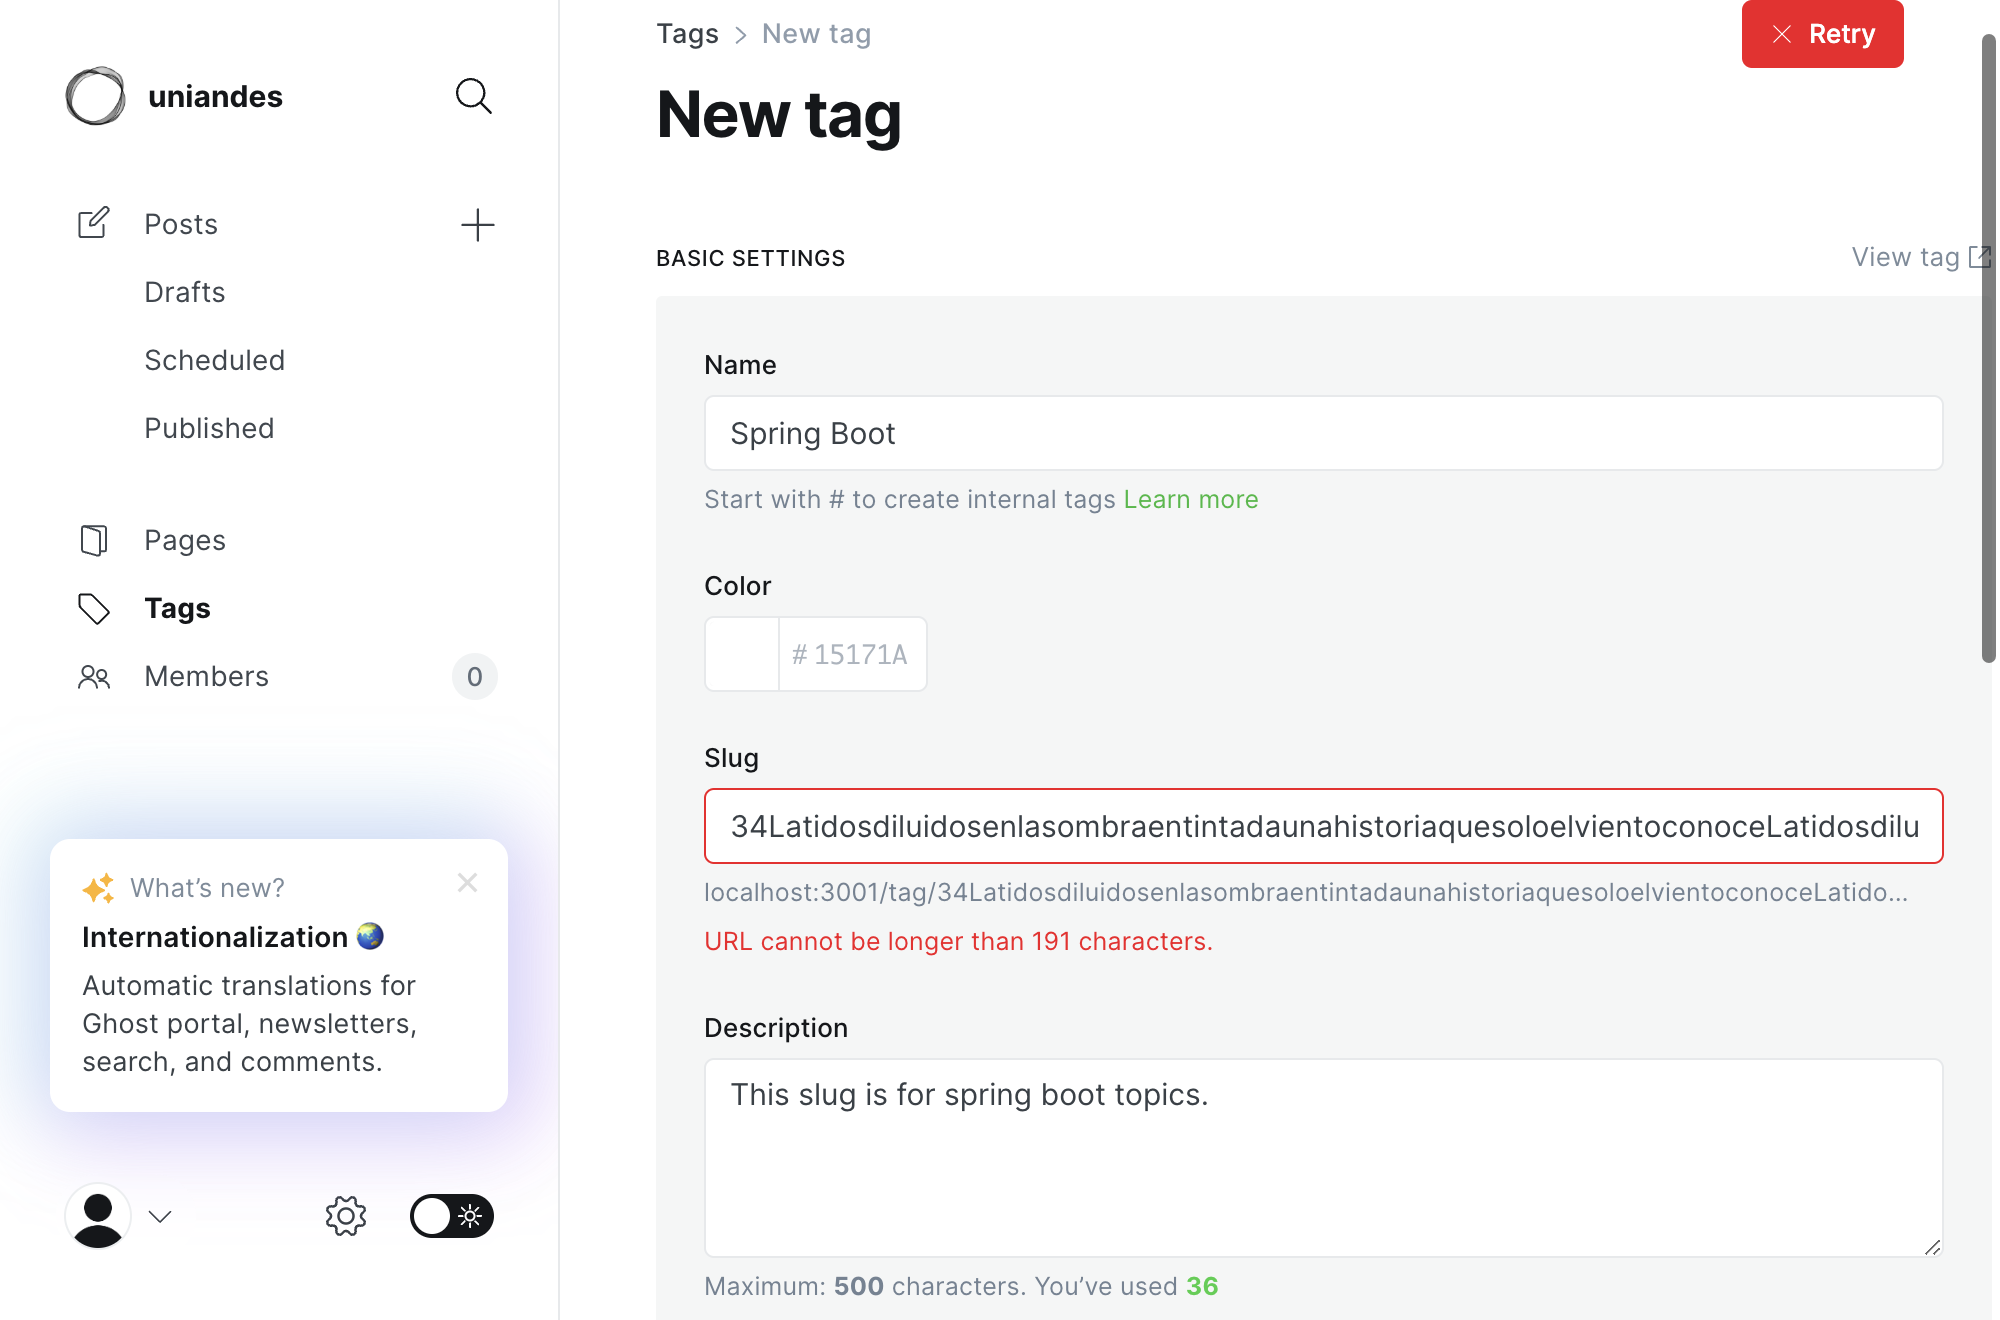 uniandes
Posts
Drafts
Scheduled
Published
Pages
Tags
Members
0
What’s new?
Internationalization
Automatic translations for
Ghost portal, newsletters,
search, and comments.
Tags > New tag
Retry
New tag
BASIC SETTINGS
View tag
Name
Spring Boot
Start with # to create internal tags Learn more
Color
# 15171A
Slug
34LatidosdiluidosenlasombraentintadaunahistoriaquesoloelvientoconoceLatidosdilu
localhost:3001/tag/34LatidosdiluidosenlasombraentintadaunahistoriaquesoloelvientoconoceLatido...
URL cannot be longer than 191 characters.
Description
This slug is for spring boot topics.
Maximum: 500 characters. You’ve used 36